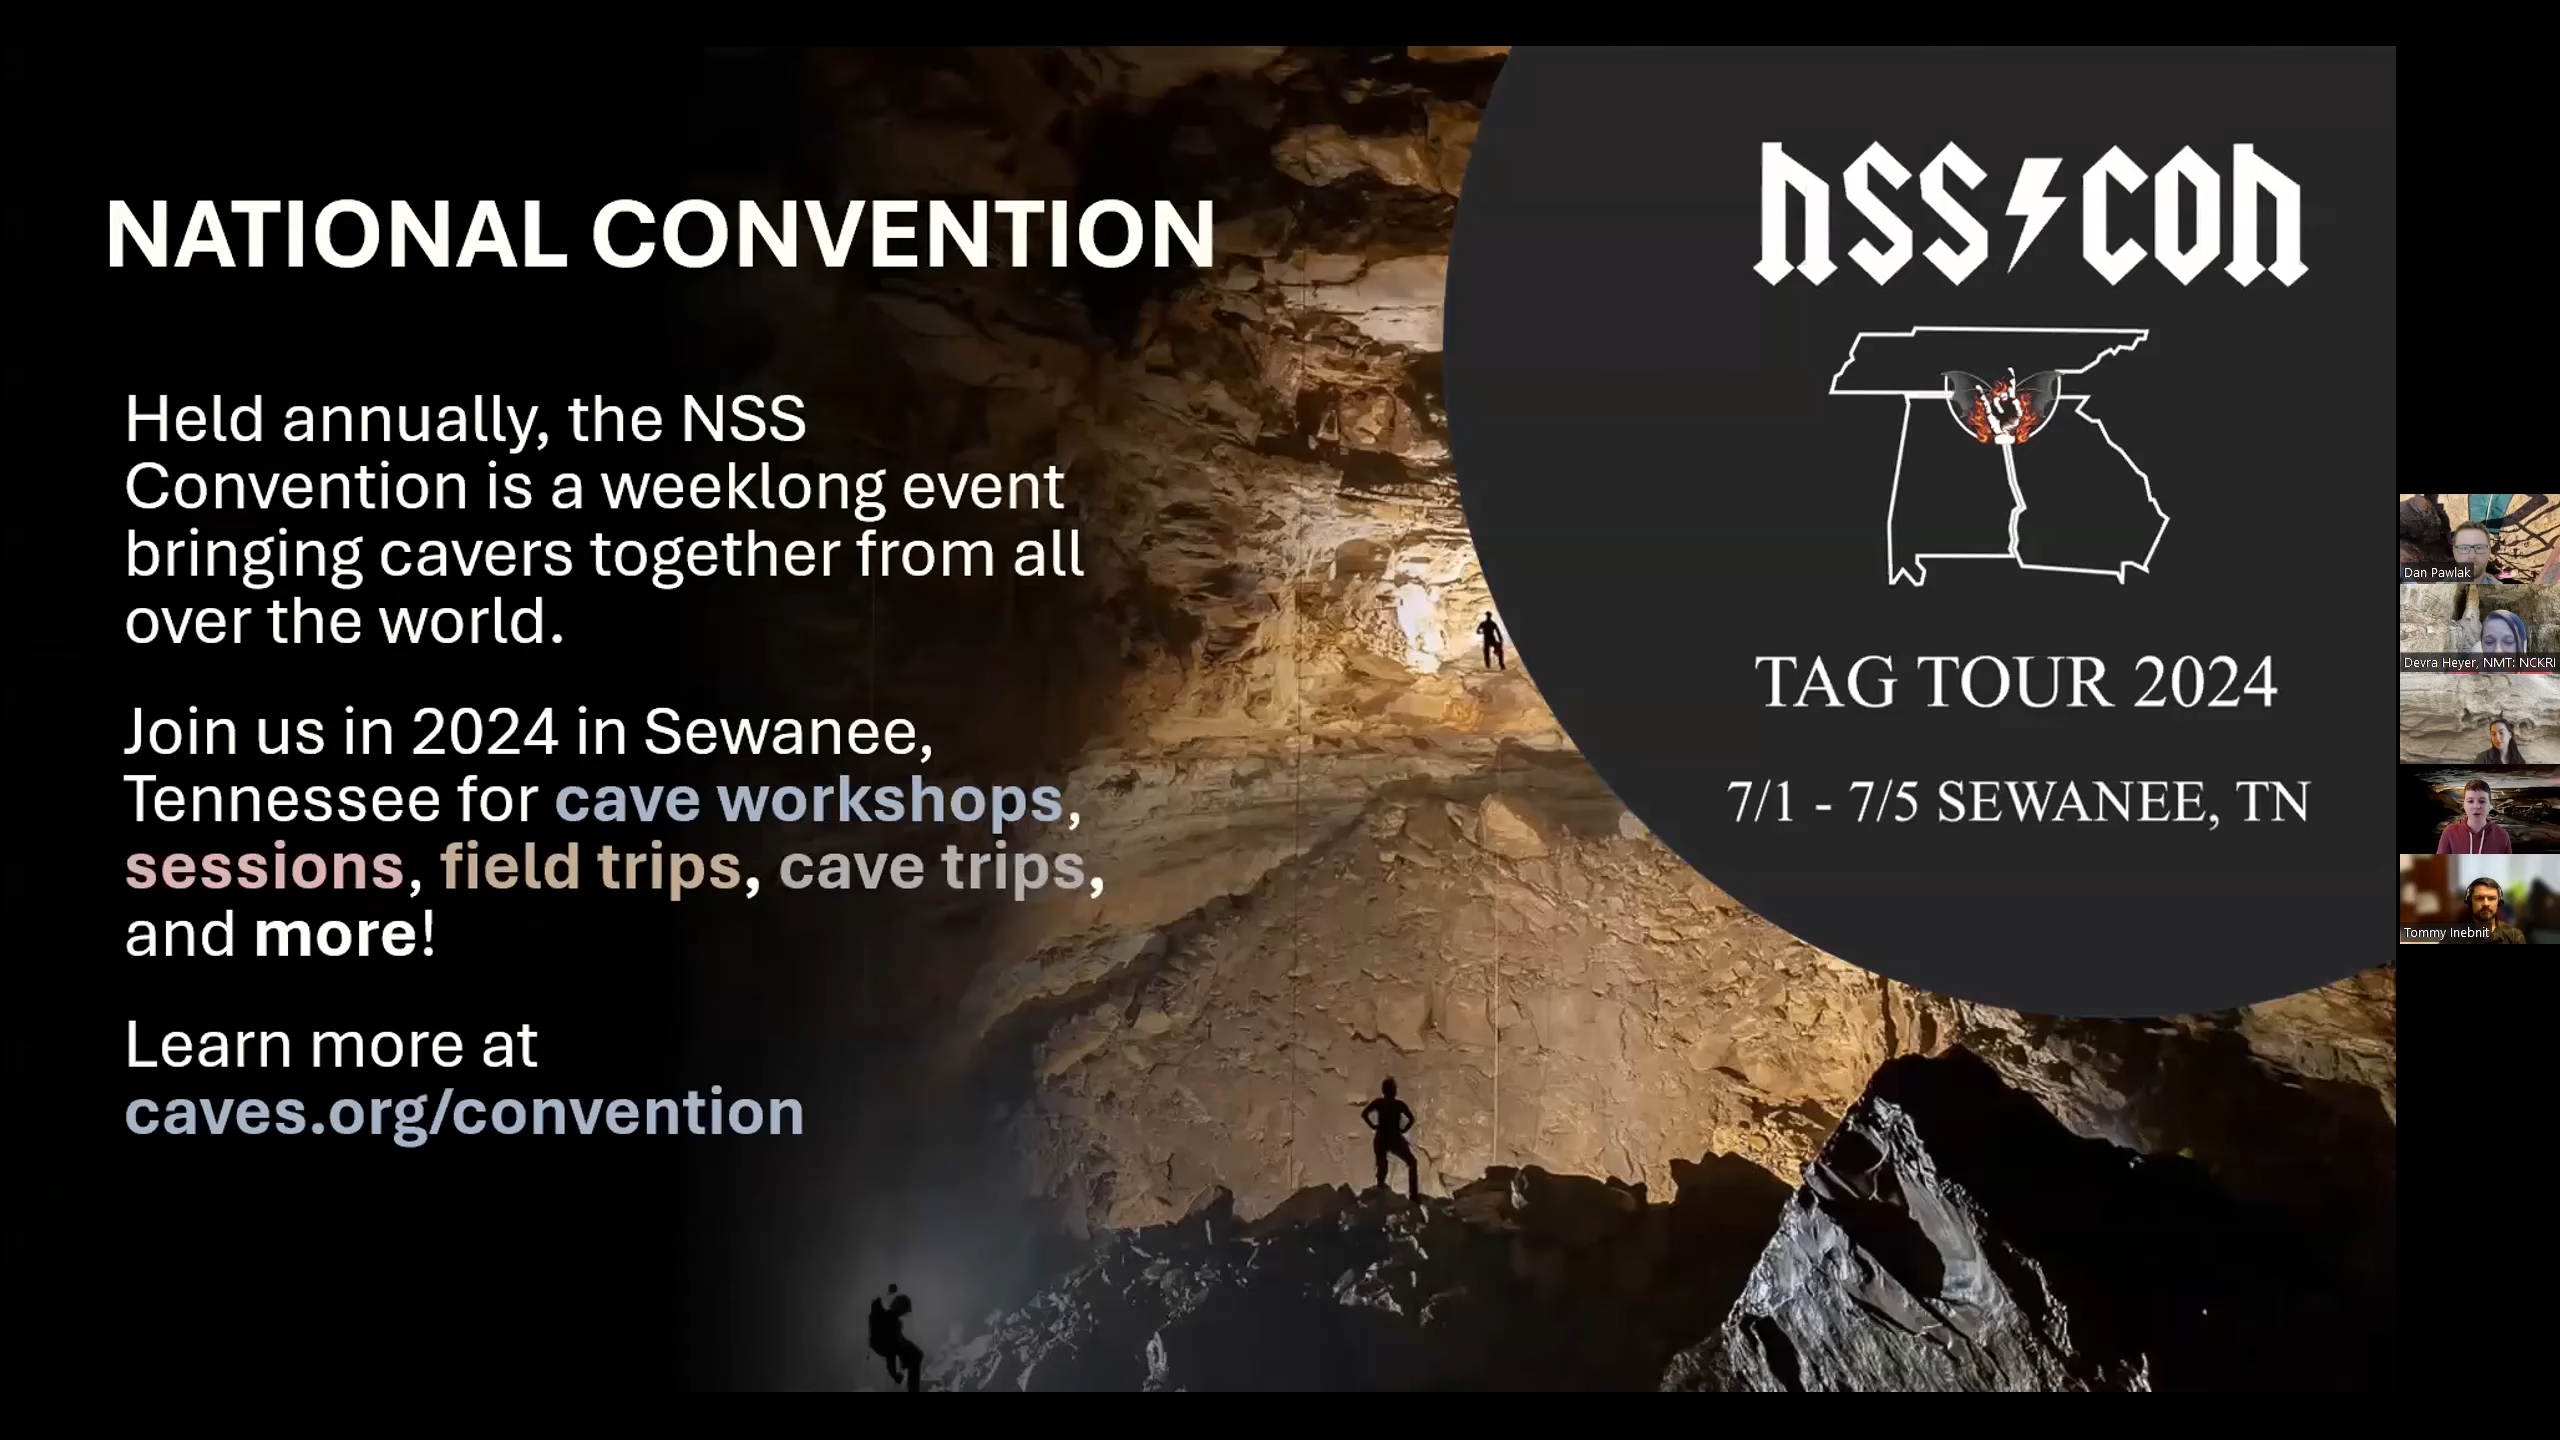 NATIONAL CONVENTION
Held annually, the NSS
Convention is a weeklong event
bringing cavers together from all
over the world.
Join us in 2024 in Sewanee,
Tennessee for cave workshops,
sessions, field trips, cave trips,
and more!
Learn more at
caves.org/convention
NSS CON
TAG TOUR 2024
7/1 - 7/5 SEWANEE, TN
Dan Pawlak
Devra Heyer, NMT: NCKRI
Tommy Inebnit